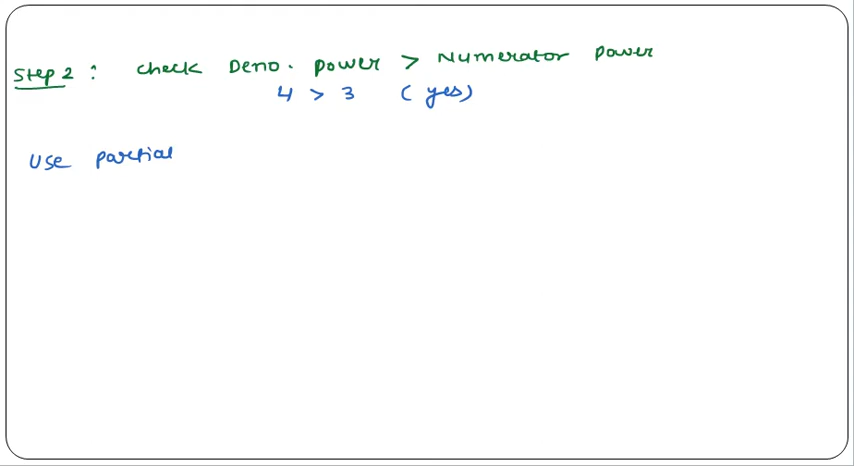 Step 2 : check Deno. power > Numerator power
4 > 3 (yes)
Use partial